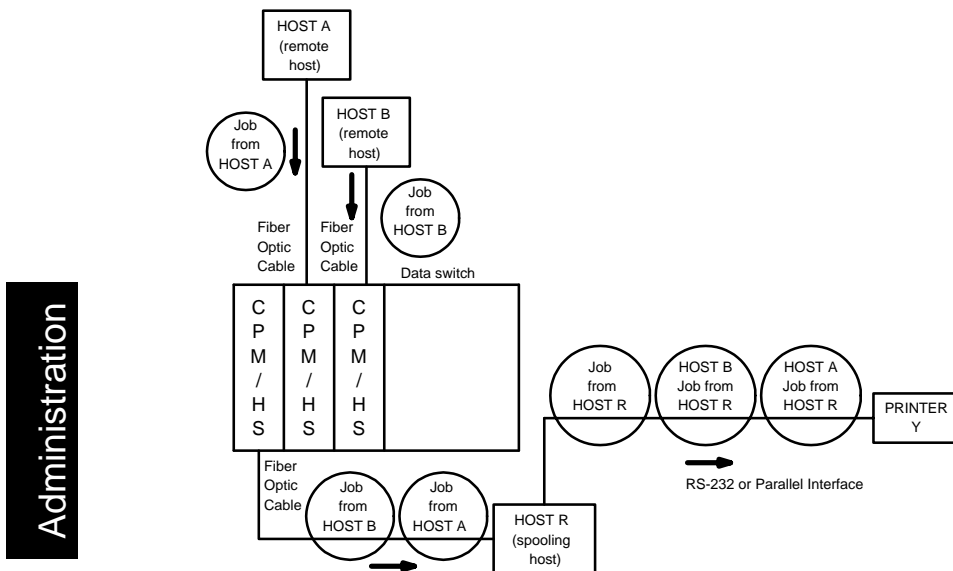 HOST A
(remote
host)
HOST B
(remote
host)
Job
from
HOST A
Job
from
HOST B
Fiber
Optic
Cable
Fiber
Optic
Cable
Data switch
C
P
M
/
H
S
C
P
M
/
H
S
C
P
M
/
H
S
Administration
Job
from
HOST R
HOST B
Job from
HOST R
HOST A
Job from
HOST R
PRINTER
Y
RS-232 or Parallel Interface
Fiber
Optic
Cable
Job
from
HOST B
Job
from
HOST A
HOST R
(spooling
host)